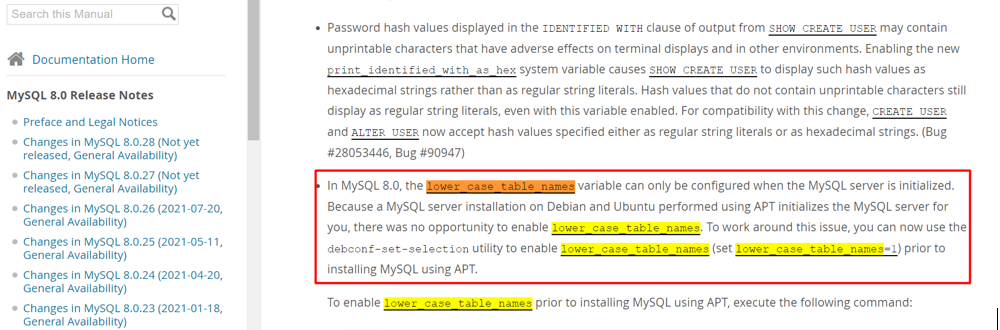 Search this Manual
Documentation Home
MySQL 8.0 Release Notes
Preface and Legal Notices
Changes in MySQL 8.0.28 (Not yet
released, General Availability)
Changes in MySQL 8.0.27 (Not yet
released, General Availability)
Changes in MySQL 8.0.26 (2021-07-20,
General Availability)
Changes in MySQL 8.0.25 (2021-05-11,
General Availability)
Changes in MySQL 8.0.24 (2021-04-20,
General Availability)
Changes in MySQL 8.0.23 (2021-01-18,
General Availability)
• Password hash values displayed in the IDENTIFIED WITH clause of output from SHOW CREATE USER may contain
unprintable characters that have adverse effects on terminal displays and in other environments. Enabling the new
print_identified_with_as_hex system variable causes SHOW CREATE USER to display such hash values as
hexadecimal strings rather than as regular string literals. Hash values that do not contain unprintable characters still
display as regular string literals, even with this variable enabled. For compatibility with this change, CREATE USER
and ALTER USER now accept hash values specified either as regular string literals or as hexadecimal strings. (Bug
#28053446, Bug #90947)
• In MySQL 8.0, the lower_case_table_names variable can only be configured when the MySQL server is initialized.
Because a MySQL server installation on Debian and Ubuntu performed using APT initializes the MySQL server for
you, there was no opportunity to enable lower_case_table_names. To work around this issue, you can now use the
debconf-set-selection utility to enable lower_case_table_names (set lower_case_table_names=1) prior to
installing MySQL using APT.
To enable lower_case_table_names prior to installing MySQL using APT, execute the following command: